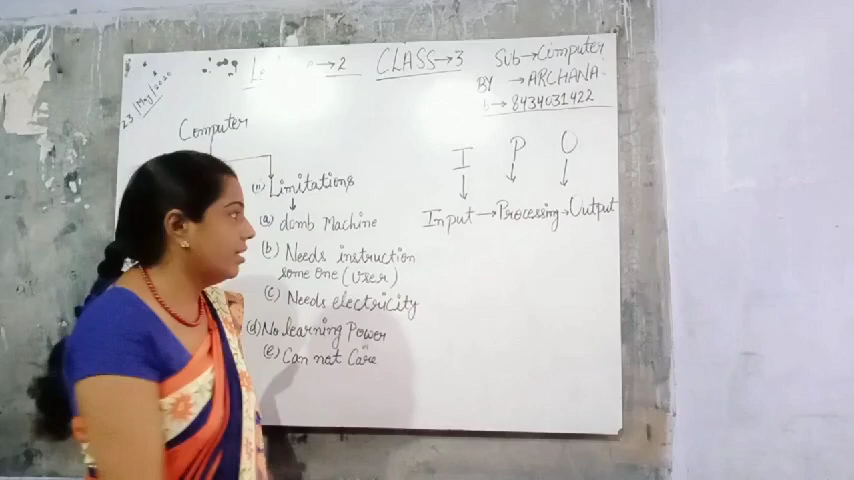 23 / May / 2020
→2 CLASS→3 Sub→Computer
BY →ARCHANA
→ 8434031422
Computer
(ii) Limitations
(a) domb Machine
(b) Needs instruction
some one (User)
(c) Needs electricity
(d) No learning Power
(e) Can not Care
I P O
Input → Processing → Output